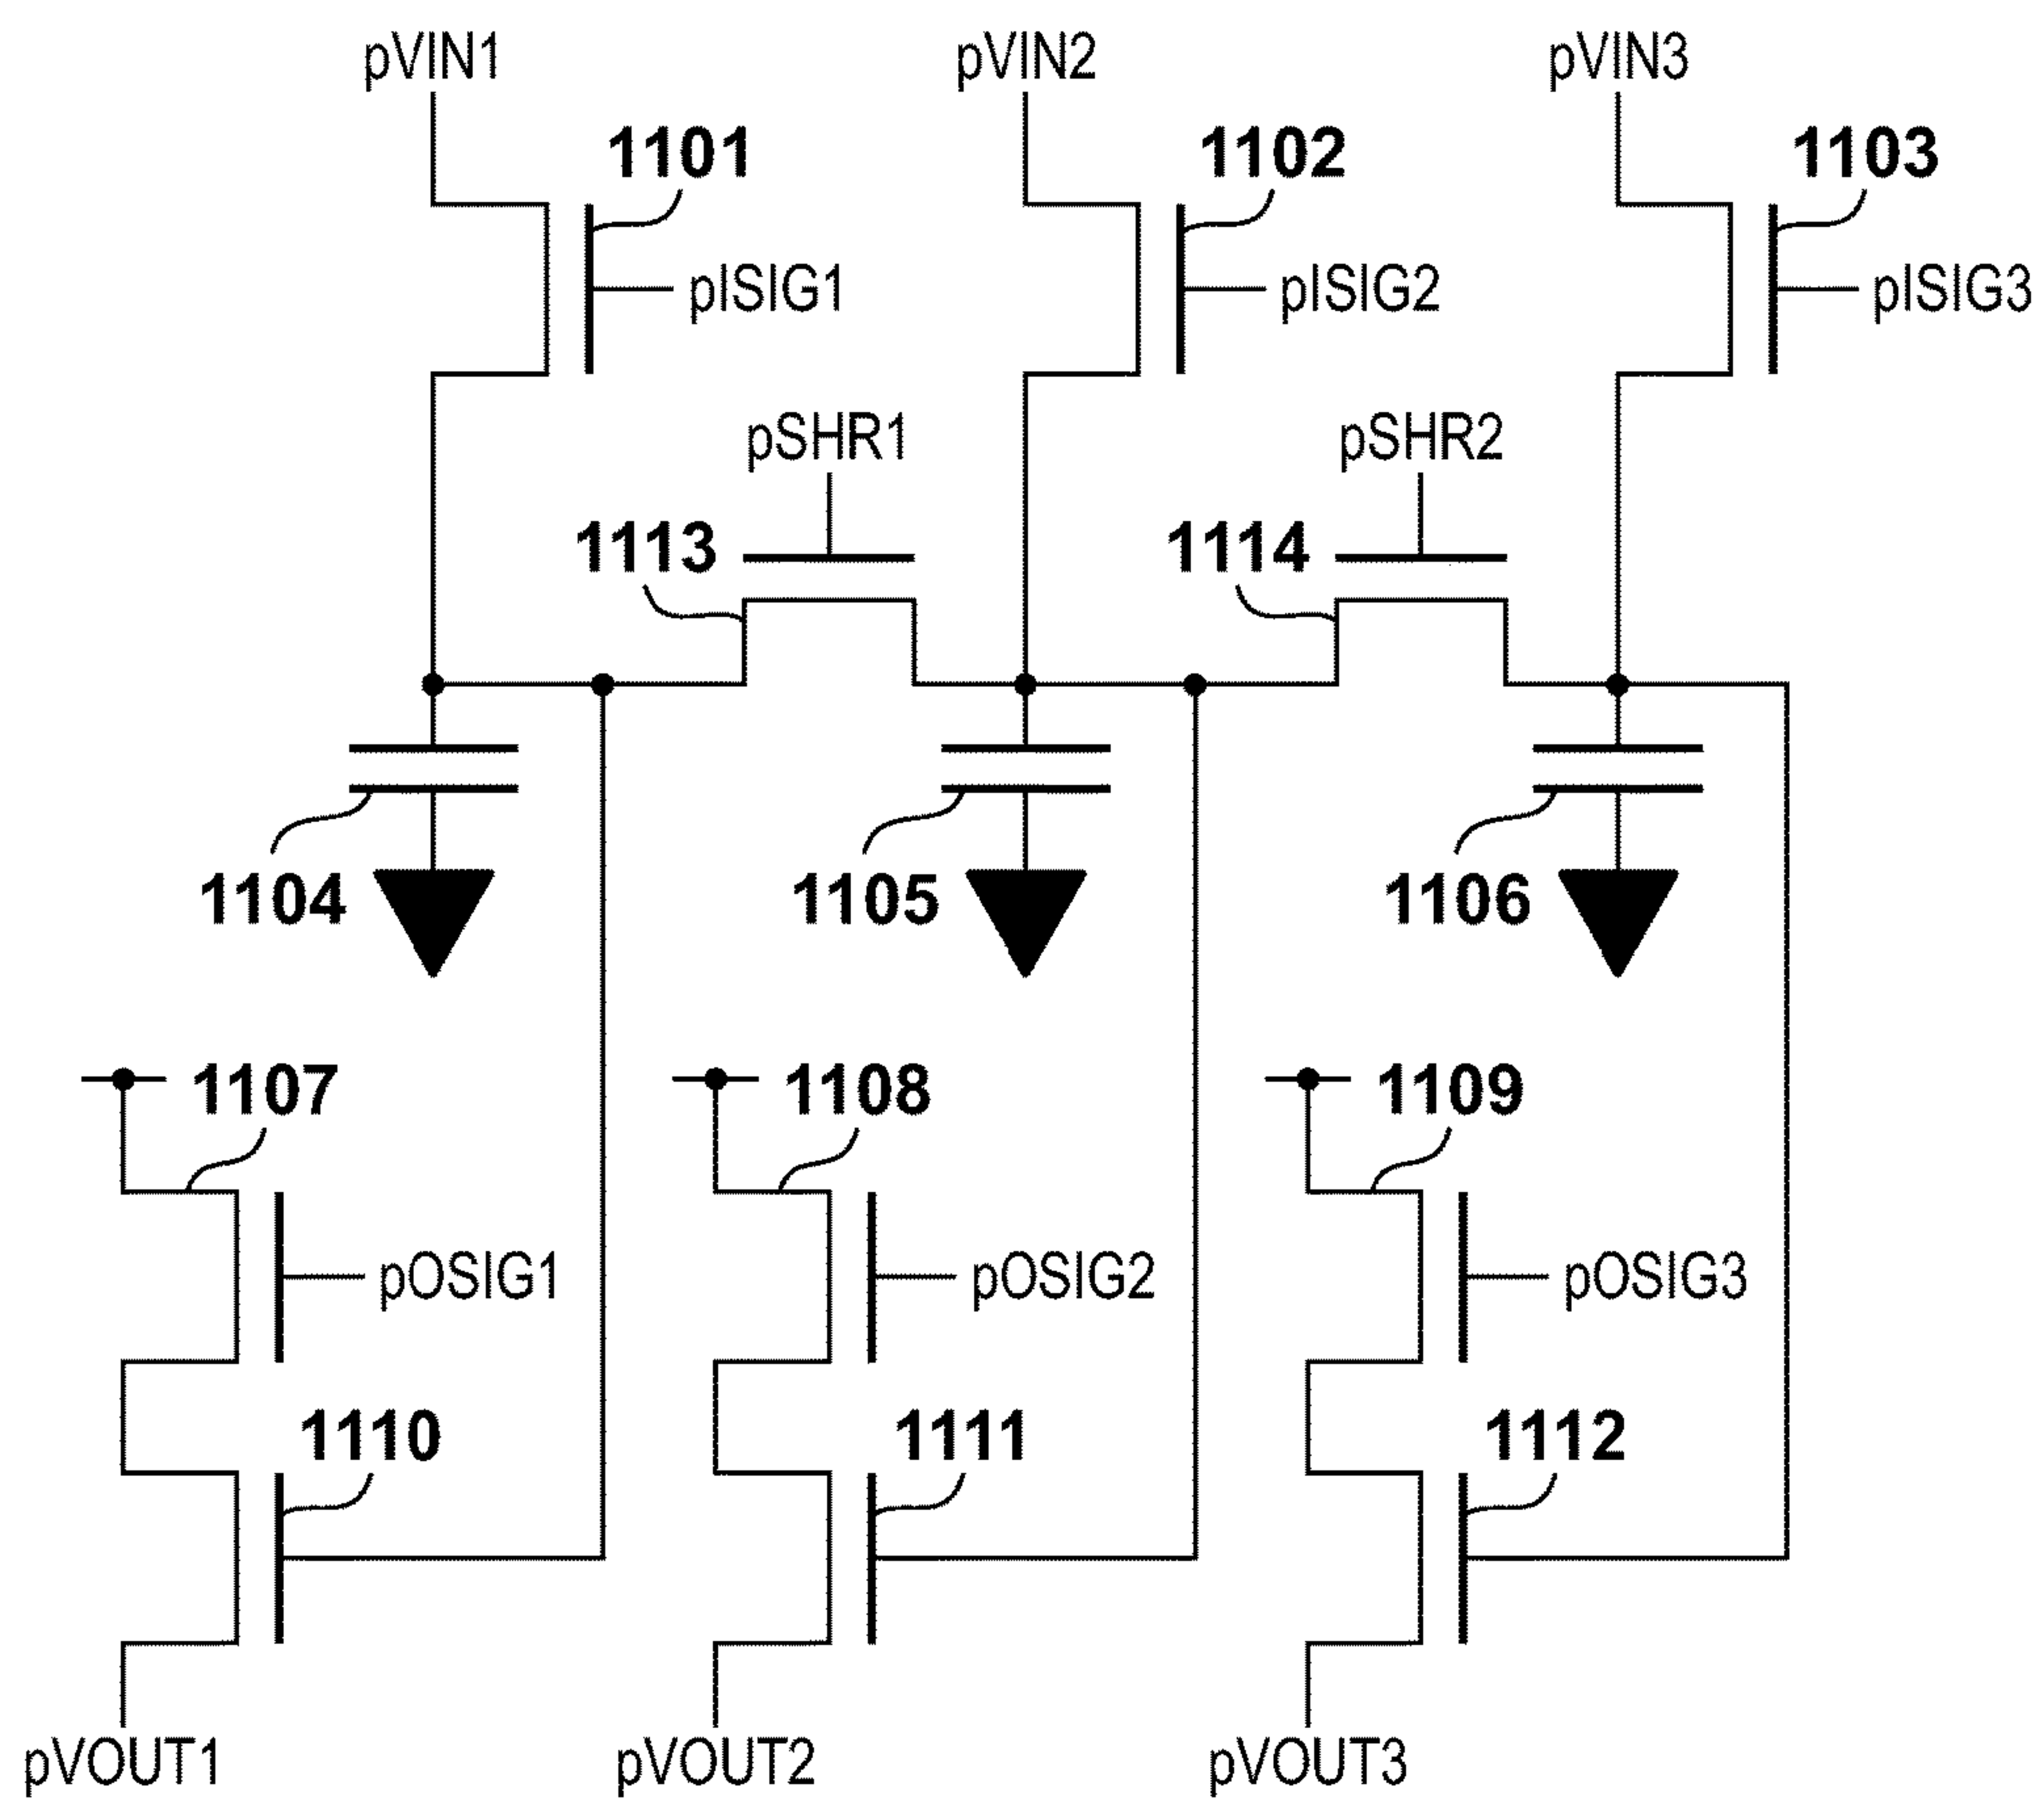 pVIN1 pVIN2 pVIN3
1101 1102 1103
pISIG1 pISIG2 pISIG3
pSHR1 pSHR2
1113 1114
1104 1105 1106
1107 1108 1109
pOSIG1 pOSIG2 pOSIG3
1110 1111 1112
pVOUT1 pVOUT2 pVOUT3